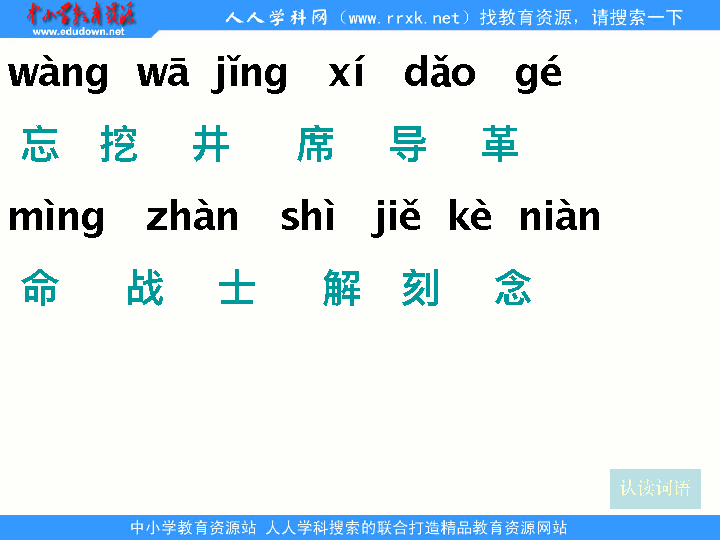 中小学教育资源
www.edudown.net
人人学科网（www.rrxk.net）找教育资源，请搜索一下
wàng wā jǐng xí dǎo gé
忘 挖 井 席 导 革
mìng zhàn shì jiě kè niàn
命 战 士 解 刻 念
认读词语
中小学教育资源站 人人学科搜索的联合打造精品教育资源网站